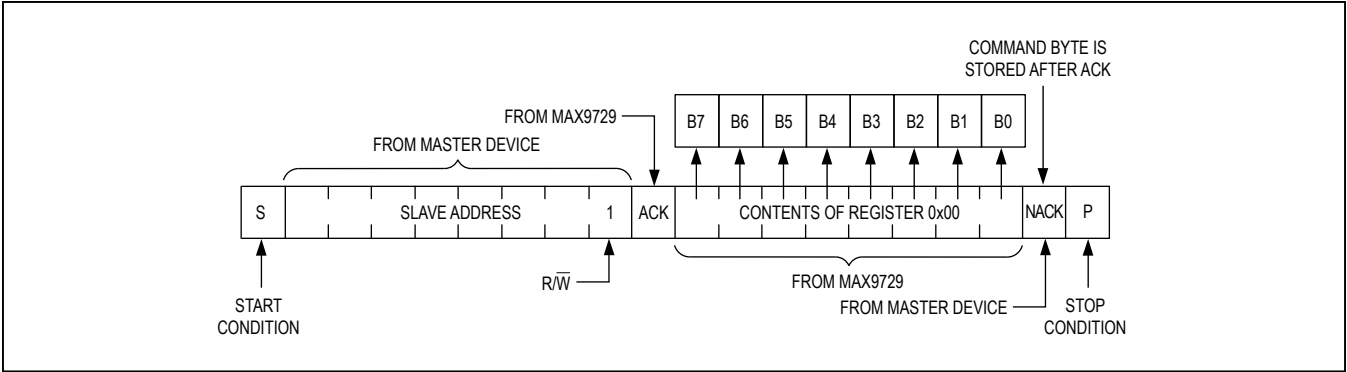 COMMAND BYTE IS
STORED AFTER ACK
FROM MAX9729
B7 B6 B5 B4 B3 B2 B1 B0
FROM MASTER DEVICE
S SLAVE ADDRESS 1 ACK CONTENTS OF REGISTER 0x00 NACK P
R/W̅
FROM MAX9729
START
CONDITION
FROM MASTER DEVICE
STOP
CONDITION